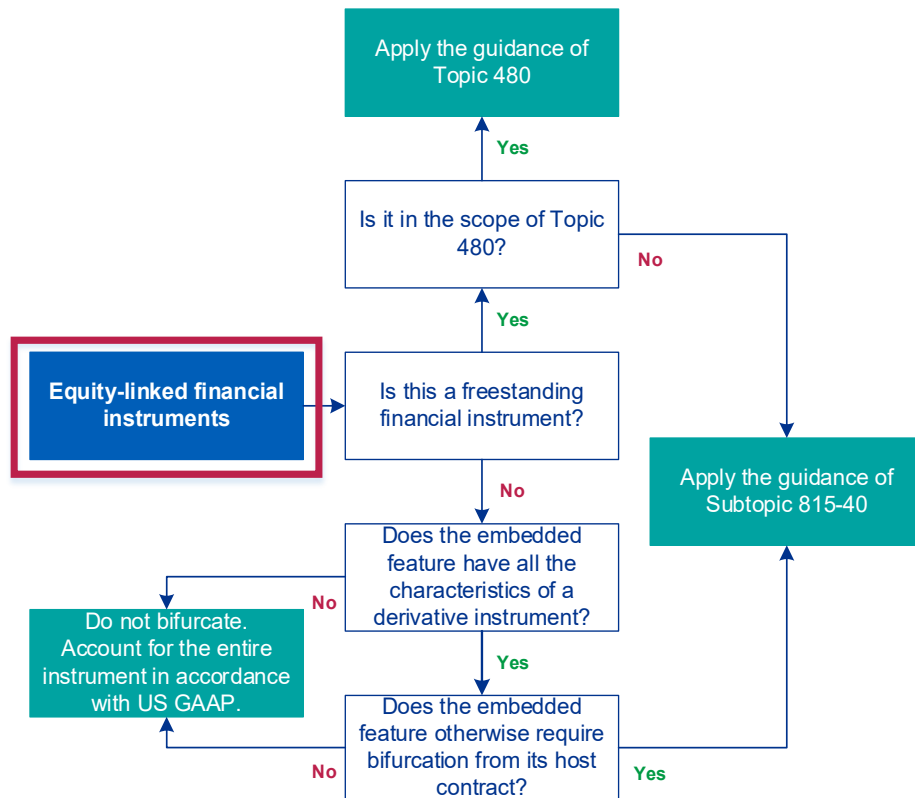 Apply the guidance of
Topic 480
Yes
Is it in the scope of Topic
480?
No
Yes
Equity-linked financial
instruments
Is this a freestanding
financial instrument?
Apply the guidance of
Subtopic 815-40
No
Does the embedded
feature have all the
characteristics of a
derivative instrument?
No
Do not bifurcate.
Account for the entire
instrument in accordance
with US GAAP.
Yes
Does the embedded
feature otherwise require
bifurcation from its host
contract?
No
Yes